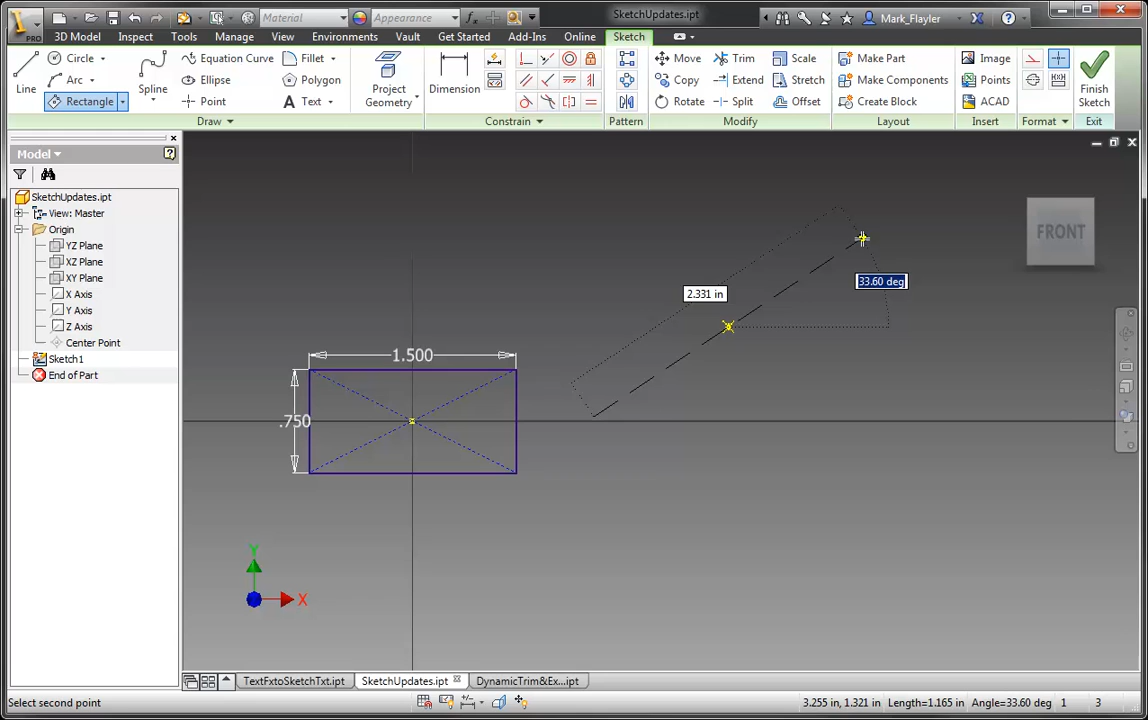 Material
Appearance
SketchUpdates.ipt
Mark_Flayler
PRO
3D Model Inspect Tools Manage View Environments Vault Get Started Add-Ins Online Sketch
Line
Circle
Arc
Rectangle
Spline
Equation Curve
Ellipse
Point
Fillet
Polygon
Text
Project
Geometry
Dimension
Move
Copy
Rotate
Trim
Extend
Split
Scale
Stretch
Offset
Make Part
Make Components
Create Block
Image
Points
ACAD
Finish
Sketch
Draw
Constrain
Pattern
Modify
Layout
Insert
Format
Exit
Model
SketchUpdates.ipt
View: Master
Origin
YZ Plane
XZ Plane
XY Plane
X Axis
Y Axis
Z Axis
Center Point
Sketch1
End of Part
FRONT
33.60 deg
2.331 in
1.500
.750
Y
X
TextFxtoSketchTxt.ipt
SketchUpdates.ipt
DynamicTrim&Ex...ipt
Select second point
3.255 in, 1.321 in Length=1.165 in Angle=33.60 deg 1 3